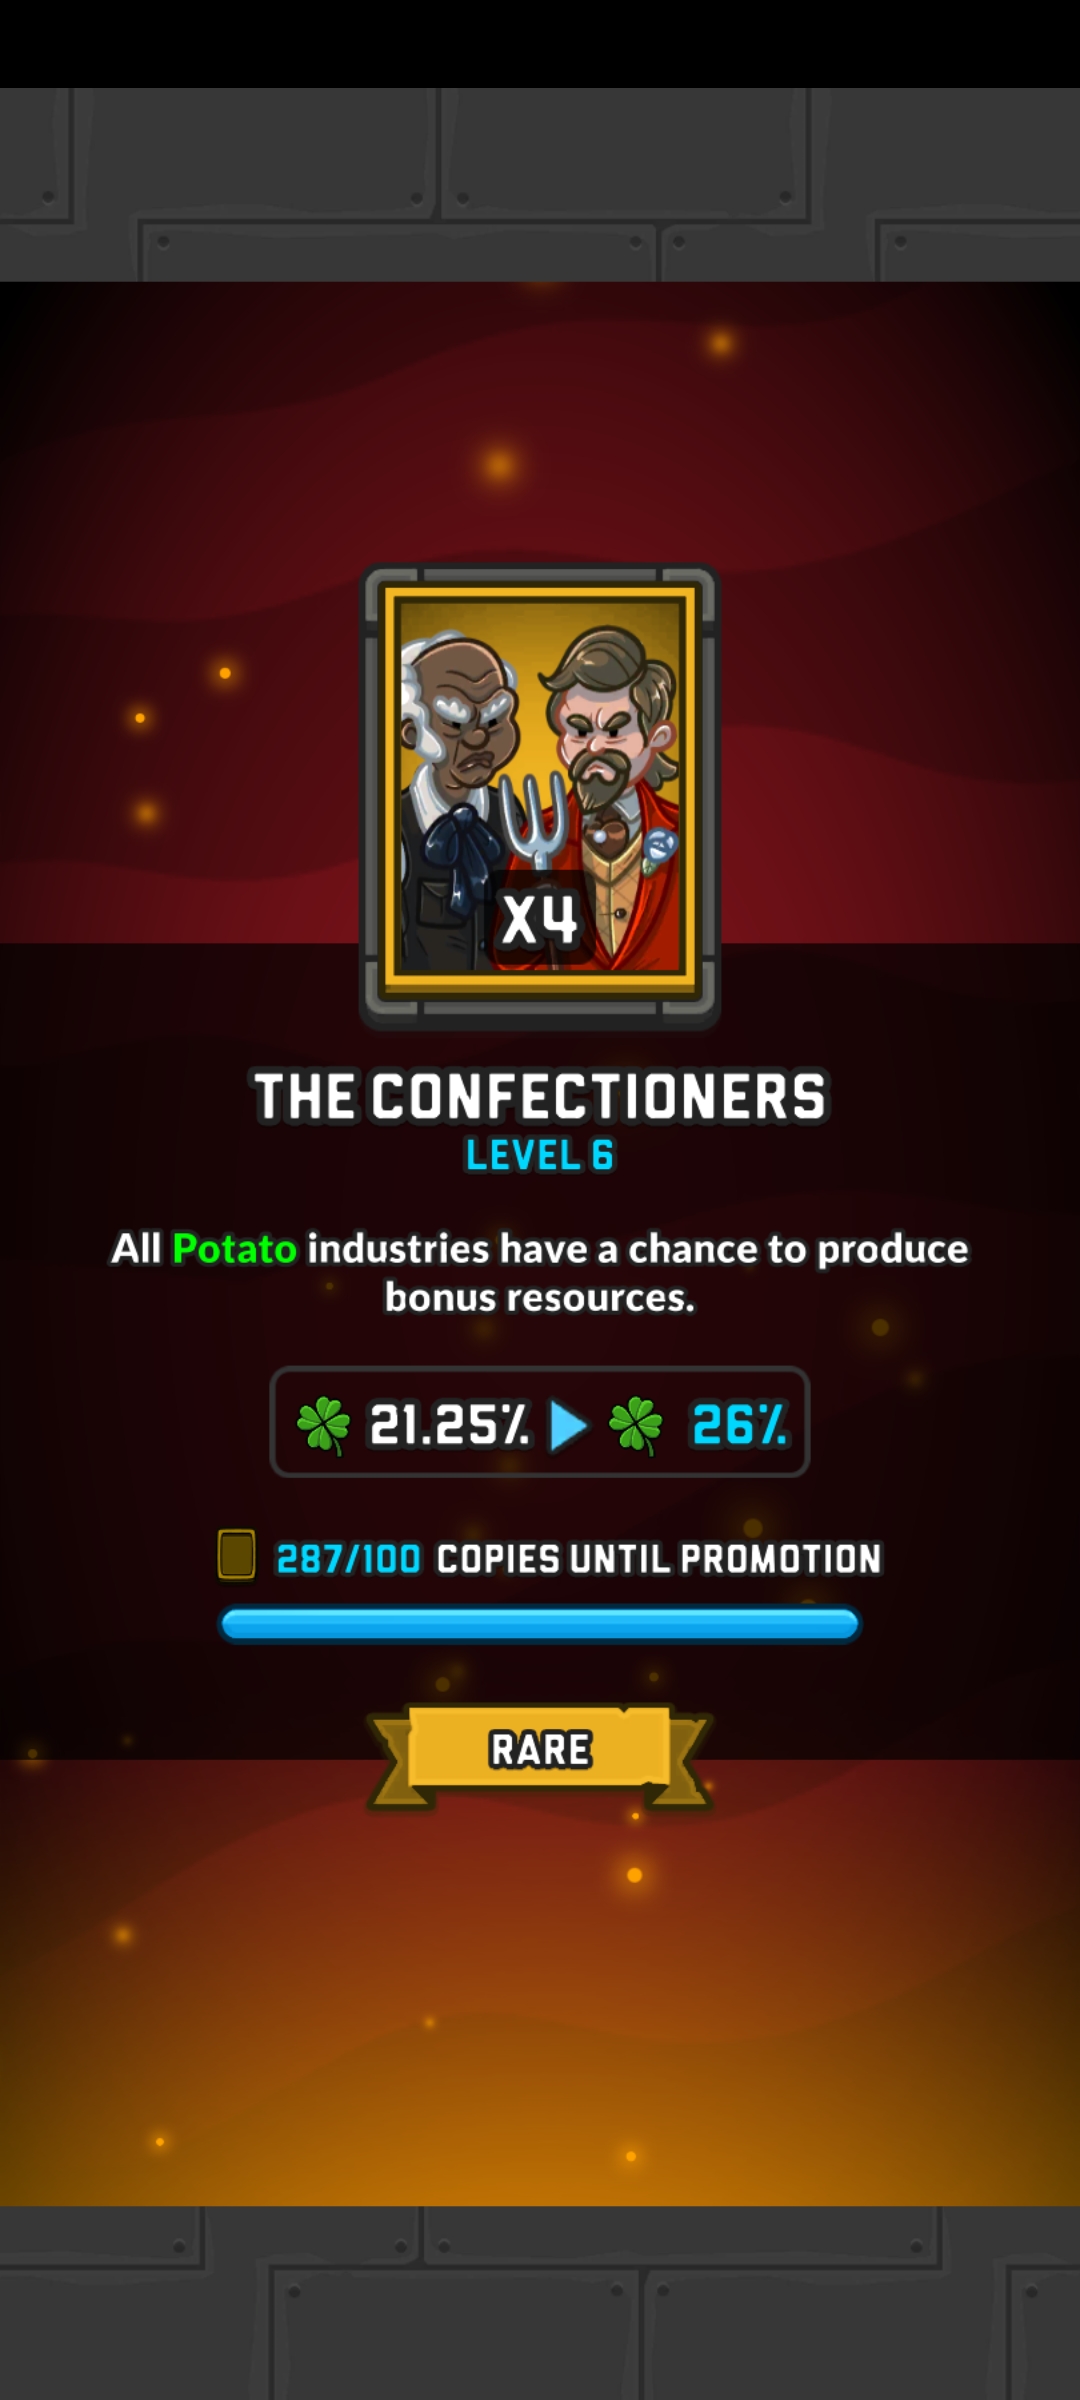 X4
THE CONFECTIONERS
LEVEL 6
All Potato industries have a chance to produce
bonus resources.
21.25% 26%
287/100 COPIES UNTIL PROMOTION
RARE